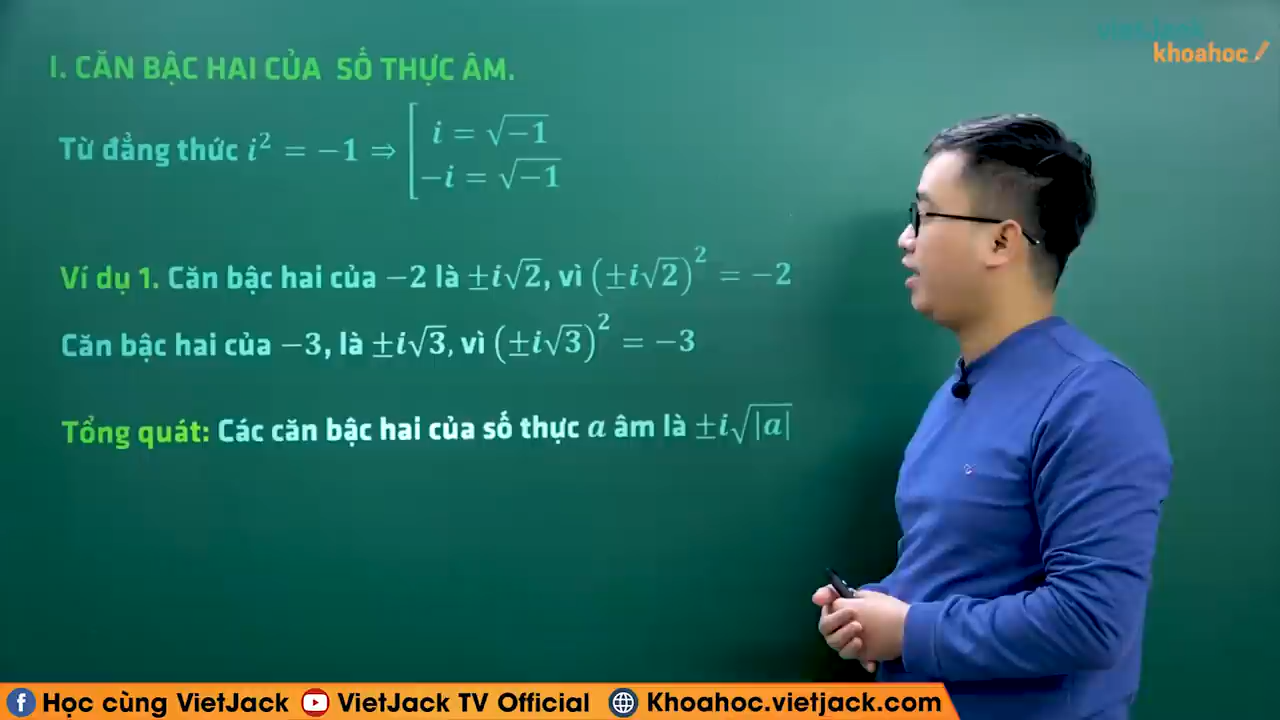 vietJack
khoahoc
I. CĂN BẬC HAI CỦA SỐ THỰC ÂM.
Từ đẳng thức i² = −1 ⇒ [ i = √−1
−i = √−1
Ví dụ 1. Căn bậc hai của −2 là ±i√2, vì (±i√2)² = −2
Căn bậc hai của −3, là ±i√3, vì (±i√3)² = −3
Tổng quát: Các căn bậc hai của số thực a âm là ±i√|a|
Học cùng VietJack VietJack TV Official Khoahoc.vietjack.com